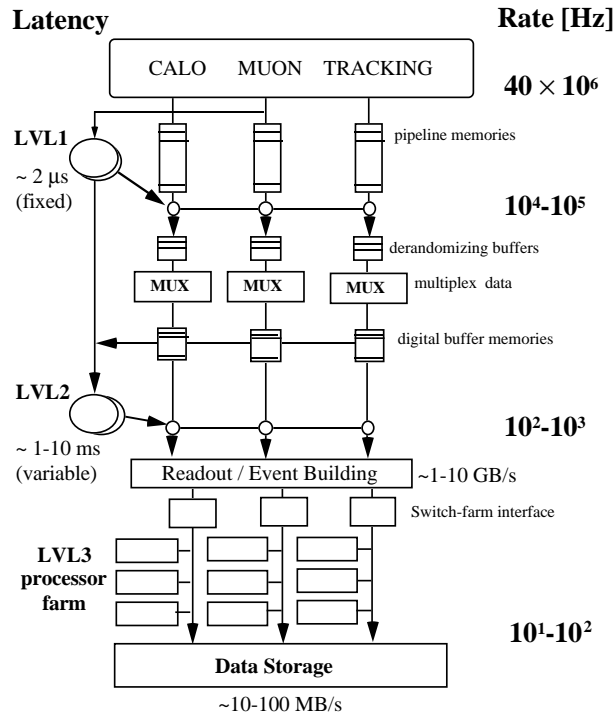 Latency Rate [Hz]
CALO MUON TRACKING
40 × 10⁶
LVL1
pipeline memories
~ 2 μs
(fixed)
10⁴-10⁵
derandomizing buffers
MUX MUX MUX multiplex data
digital buffer memories
LVL2
10²-10³
~ 1-10 ms
(variable)
Readout / Event Building ~1-10 GB/s
Switch-farm interface
LVL3
processor
farm
10¹-10²
Data Storage
~10-100 MB/s